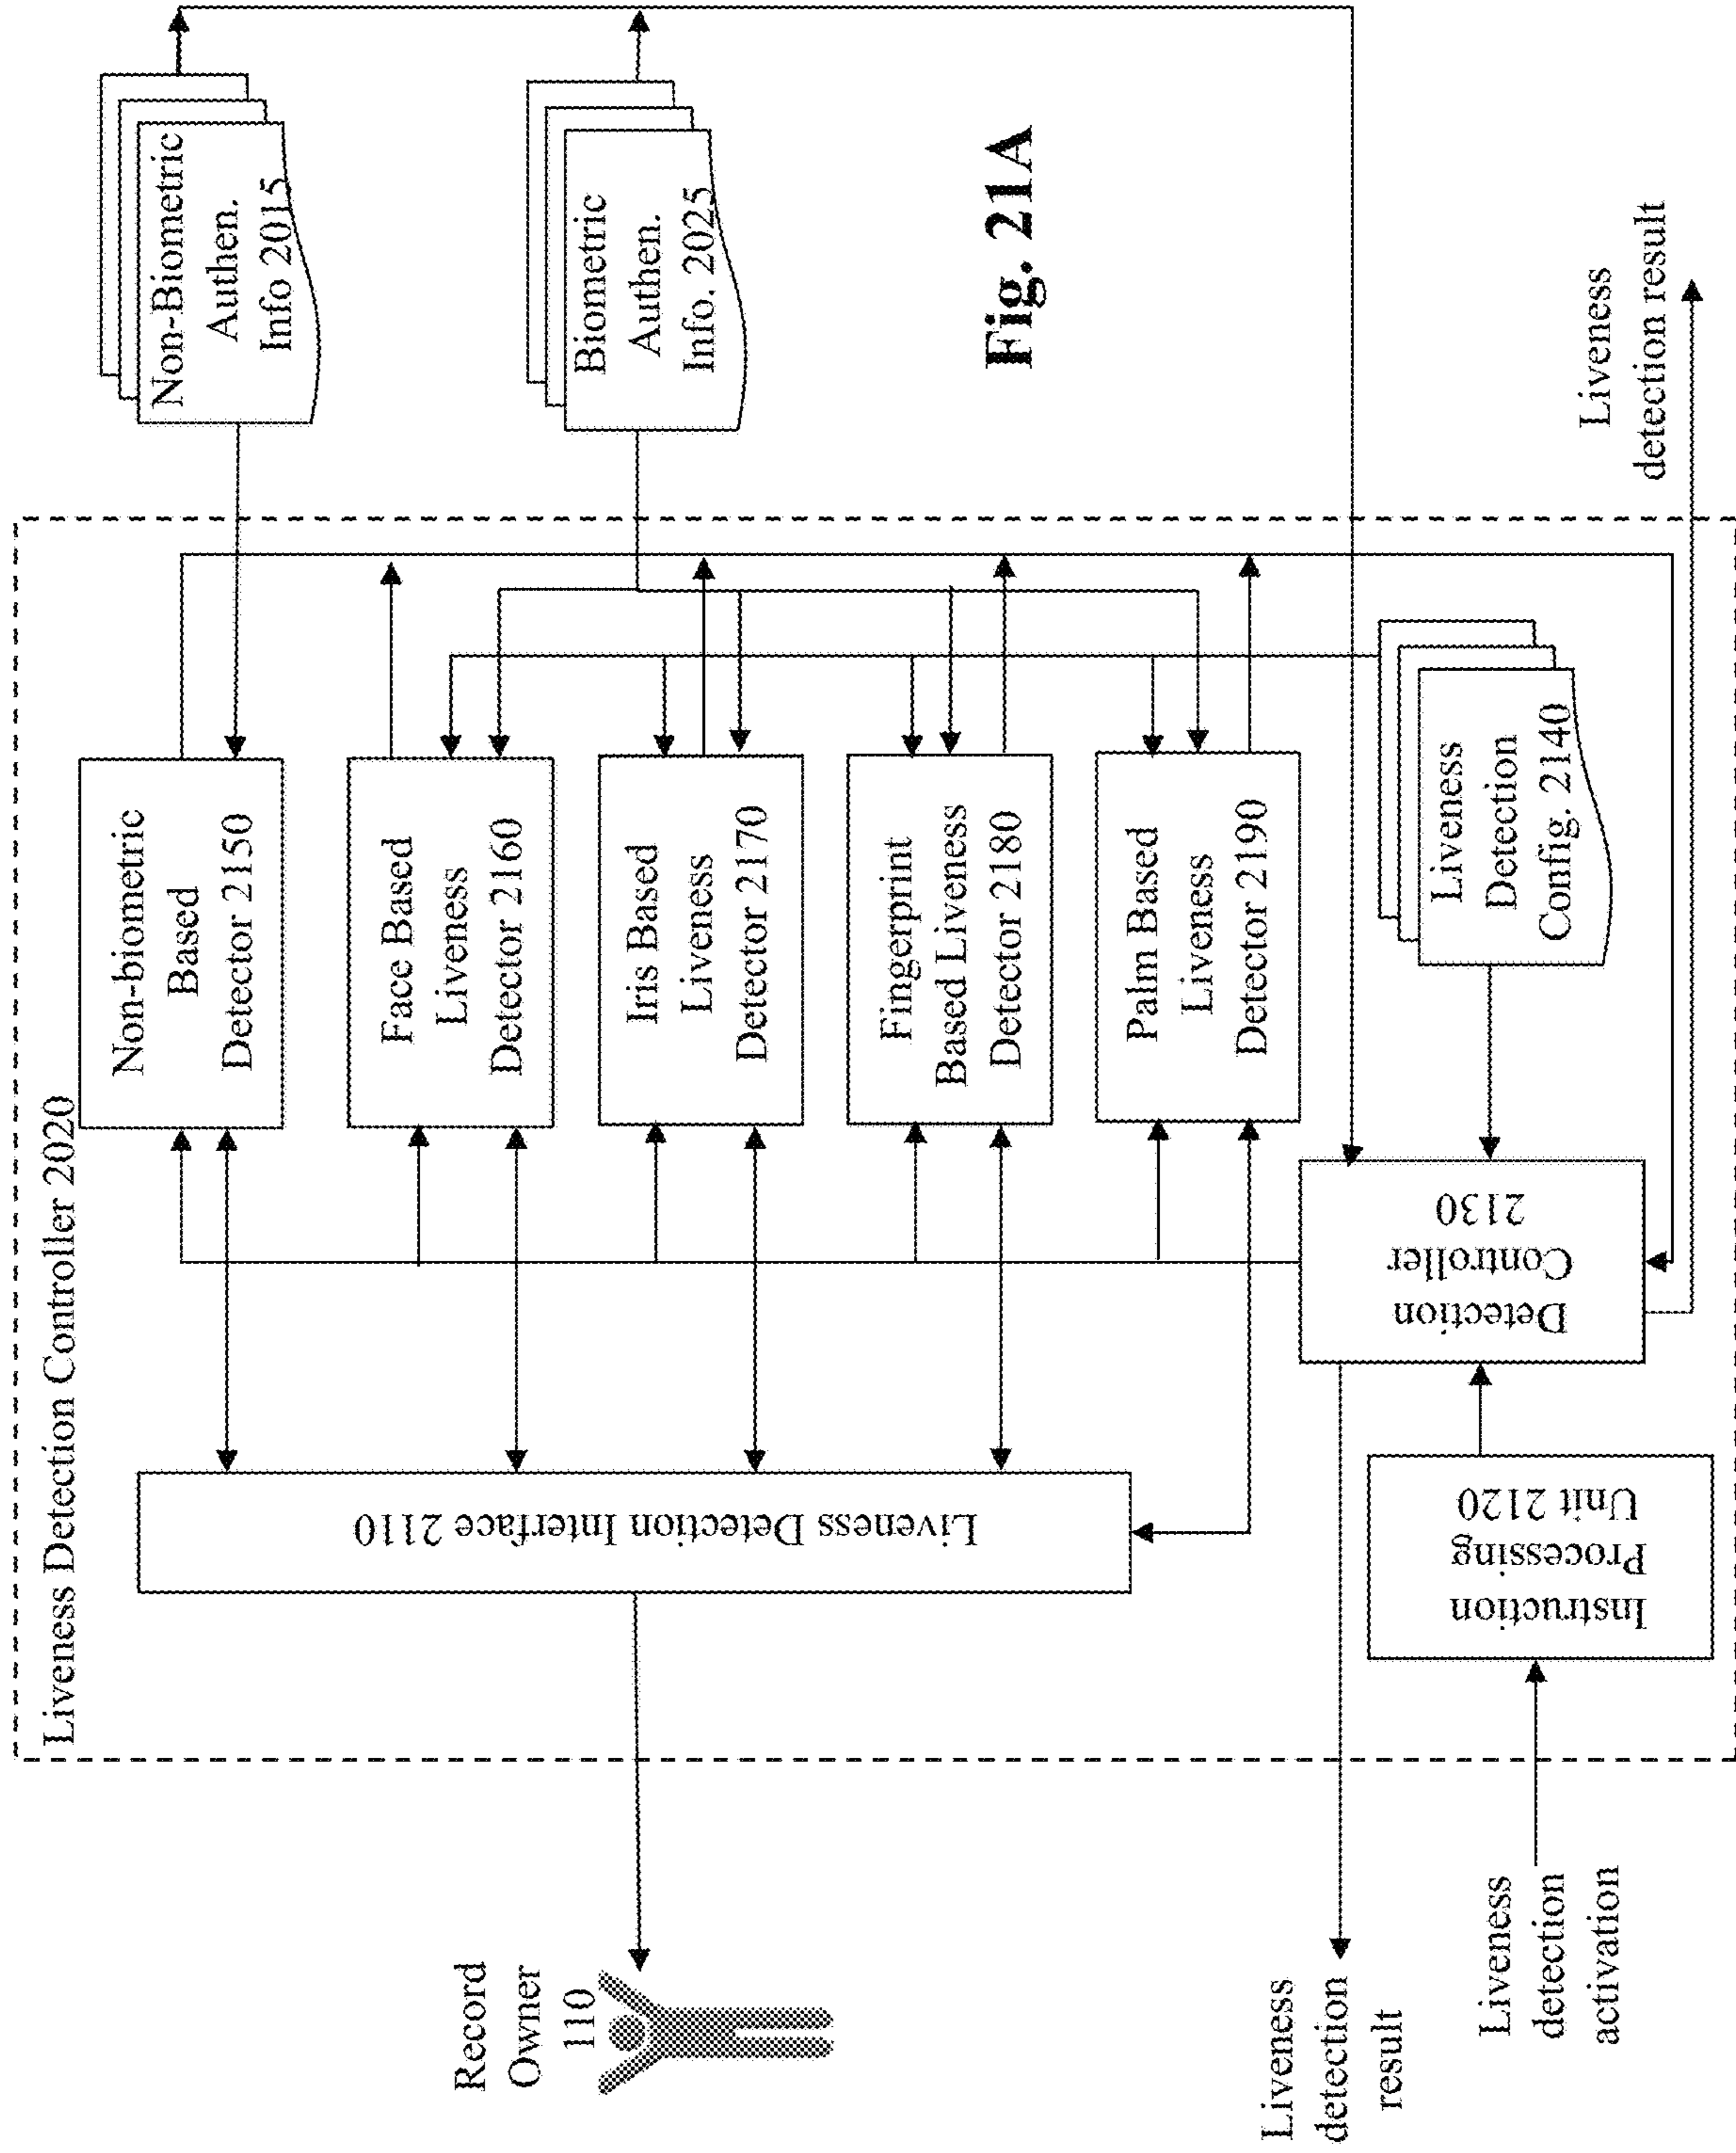 Liveness Detection Controller 2020
Non-Biometric
Authen.
Info 2015
Biometric
Authen.
Info. 2025
Fig. 21A
Non-biometric
Based
Detector 2150
Face Based
Liveness
Detector 2160
Iris Based
Liveness
Detector 2170
Fingerprint
Based Liveness
Detector 2180
Palm Based
Liveness
Detector 2190
Liveness
Detection
Config. 2140
Liveness Detection Interface 2110
Detection
Controller
2130
Instruction
Processing
Unit 2120
Record
Owner
110
Liveness
detection
result
Liveness
detection
activation
Liveness
detection result